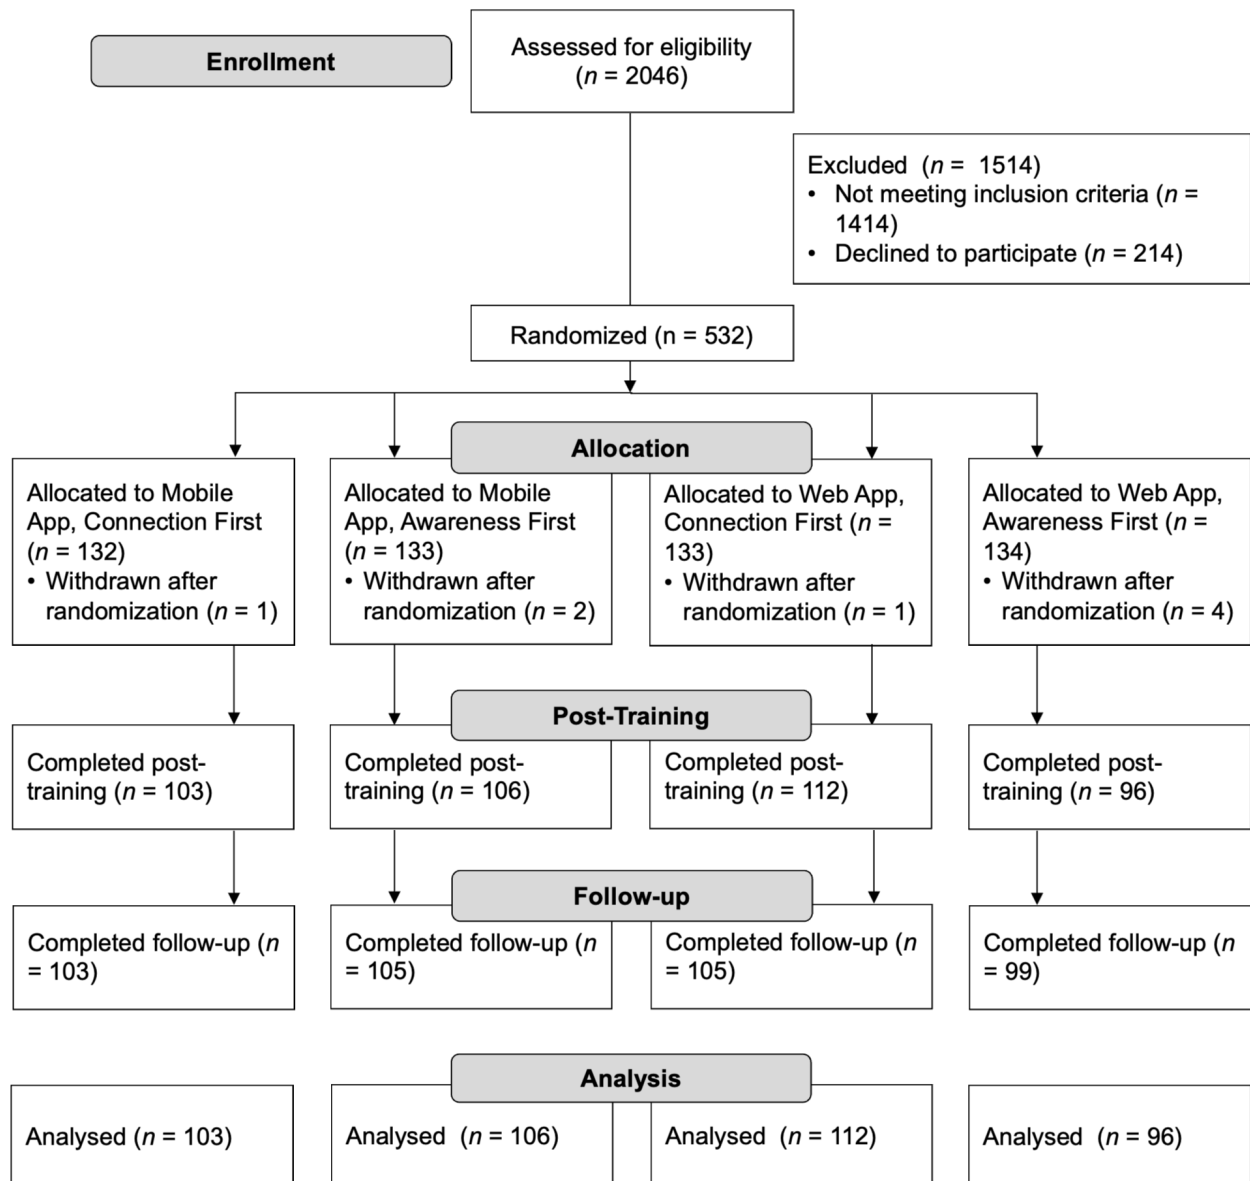 Enrollment
Assessed for eligibility
(n = 2046)
Excluded (n = 1514)
• Not meeting inclusion criteria (n =
1414)
• Declined to participate (n = 214)
Randomized (n = 532)
Allocation
Allocated to Mobile
App, Connection First
(n = 132)
• Withdrawn after
randomization (n = 1)
Allocated to Mobile
App, Awareness First
(n = 133)
• Withdrawn after
randomization (n = 2)
Allocated to Web App,
Connection First (n =
133)
• Withdrawn after
randomization (n = 1)
Allocated to Web App,
Awareness First (n =
134)
• Withdrawn after
randomization (n = 4)
Post-Training
Completed post-
training (n = 103)
Completed post-
training (n = 106)
Completed post-
training (n = 112)
Completed post-
training (n = 96)
Follow-up
Completed follow-up (n
= 103)
Completed follow-up (n
= 105)
Completed follow-up (n
= 105)
Completed follow-up (n
= 99)
Analysis
Analysed (n = 103)
Analysed (n = 106)
Analysed (n = 112)
Analysed (n = 96)